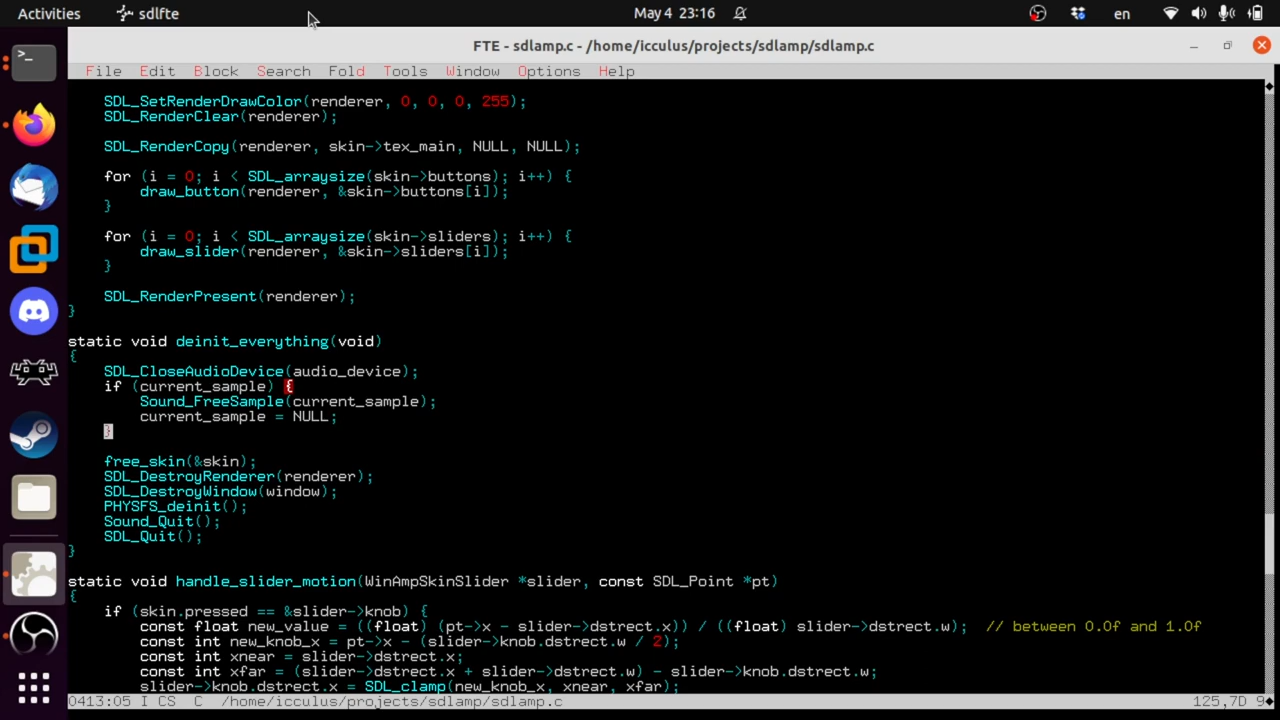 Activities sdlfte May 4 23:16 en
FTE - sdlamp.c - /home/icculus/projects/sdlamp/sdlamp.c
File Edit Block Search Fold Tools Window Options Help
SDL_SetRenderDrawColor(renderer, 0, 0, 0, 255);
SDL_RenderClear(renderer);
SDL_RenderCopy(renderer, skin->tex_main, NULL, NULL);
for (i = 0; i < SDL_arraysize(skin->buttons); i++) {
draw_button(renderer, &skin->buttons[i]);
}
for (i = 0; i < SDL_arraysize(skin->sliders); i++) {
draw_slider(renderer, &skin->sliders[i]);
}
SDL_RenderPresent(renderer);
}
static void deinit_everything(void)
{
SDL_CloseAudioDevice(audio_device);
if (current_sample) {
Sound_FreeSample(current_sample);
current_sample = NULL;
}
free_skin(&skin);
SDL_DestroyRenderer(renderer);
SDL_DestroyWindow(window);
PHYSFS_deinit();
Sound_Quit();
SDL_Quit();
}
static void handle_slider_motion(WinAmpSkinSlider *slider, const SDL_Point *pt)
{
if (skin.pressed == &slider->knob) {
const float new_value = ((float) (pt->x - slider->dstrect.x)) / ((float) slider->dstrect.w);  // between 0.0f and 1.0f
const int new_knob_x = pt->x - (slider->knob.dstrect.w / 2);
const int xnear = slider->dstrect.x;
const int xfar = (slider->dstrect.x + slider->dstrect.w) - slider->knob.dstrect.w;
slider->knob.dstrect.x = SDL_clamp(new_knob_x, xnear, xfar);
0413:05 I CS  C  /home/icculus/projects/sdlamp/sdlamp.c 125,7D 9